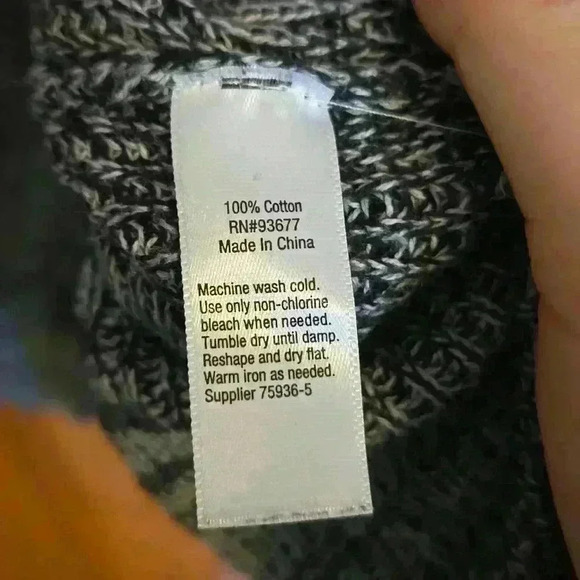 100% Cotton
RN#93677
Made In China
Machine wash cold.
Use only non-chlorine
bleach when needed.
Tumble dry until damp.
Reshape and dry flat.
Warm iron as needed.
Supplier 75936-5